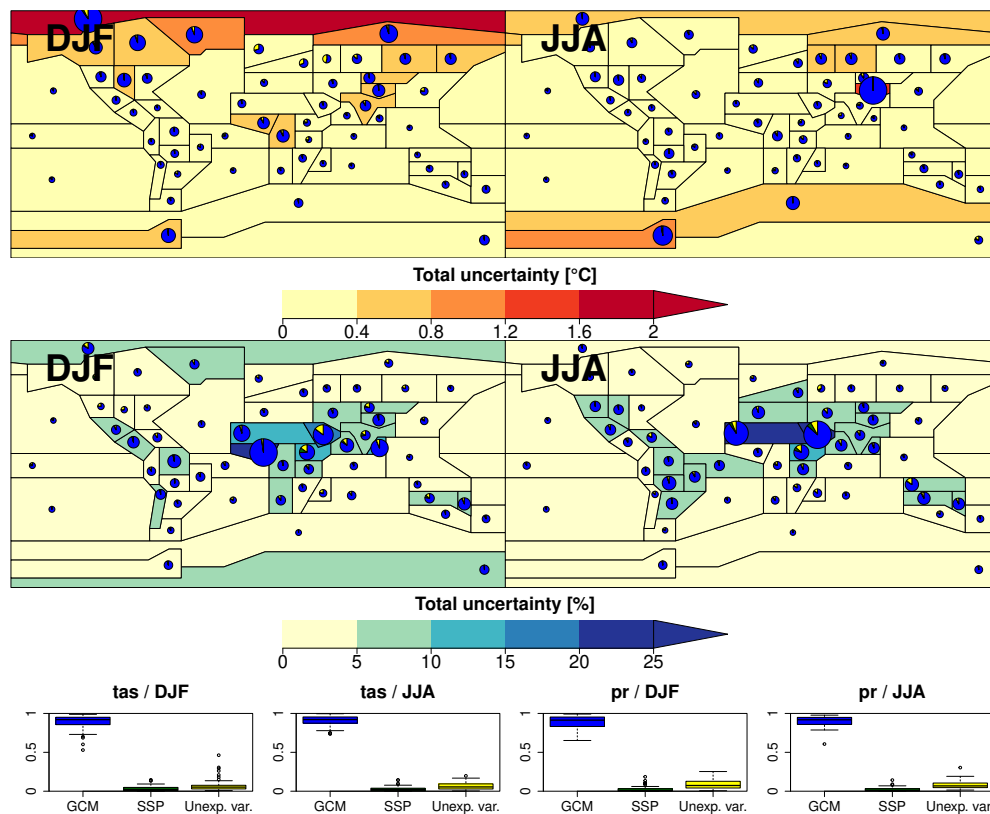 DJF JJA
Total uncertainty [°C]
0 0.4 0.8 1.2 1.6 2
DJF JJA
Total uncertainty [%]
0 5 10 15 20 25
tas / DJF tas / JJA pr / DJF pr / JJA
1 1 1 1
0.5 0.5 0.5 0.5
0 0 0 0
GCM SSP Unexp. var. GCM SSP Unexp. var. GCM SSP Unexp. var. GCM SSP Unexp. var.